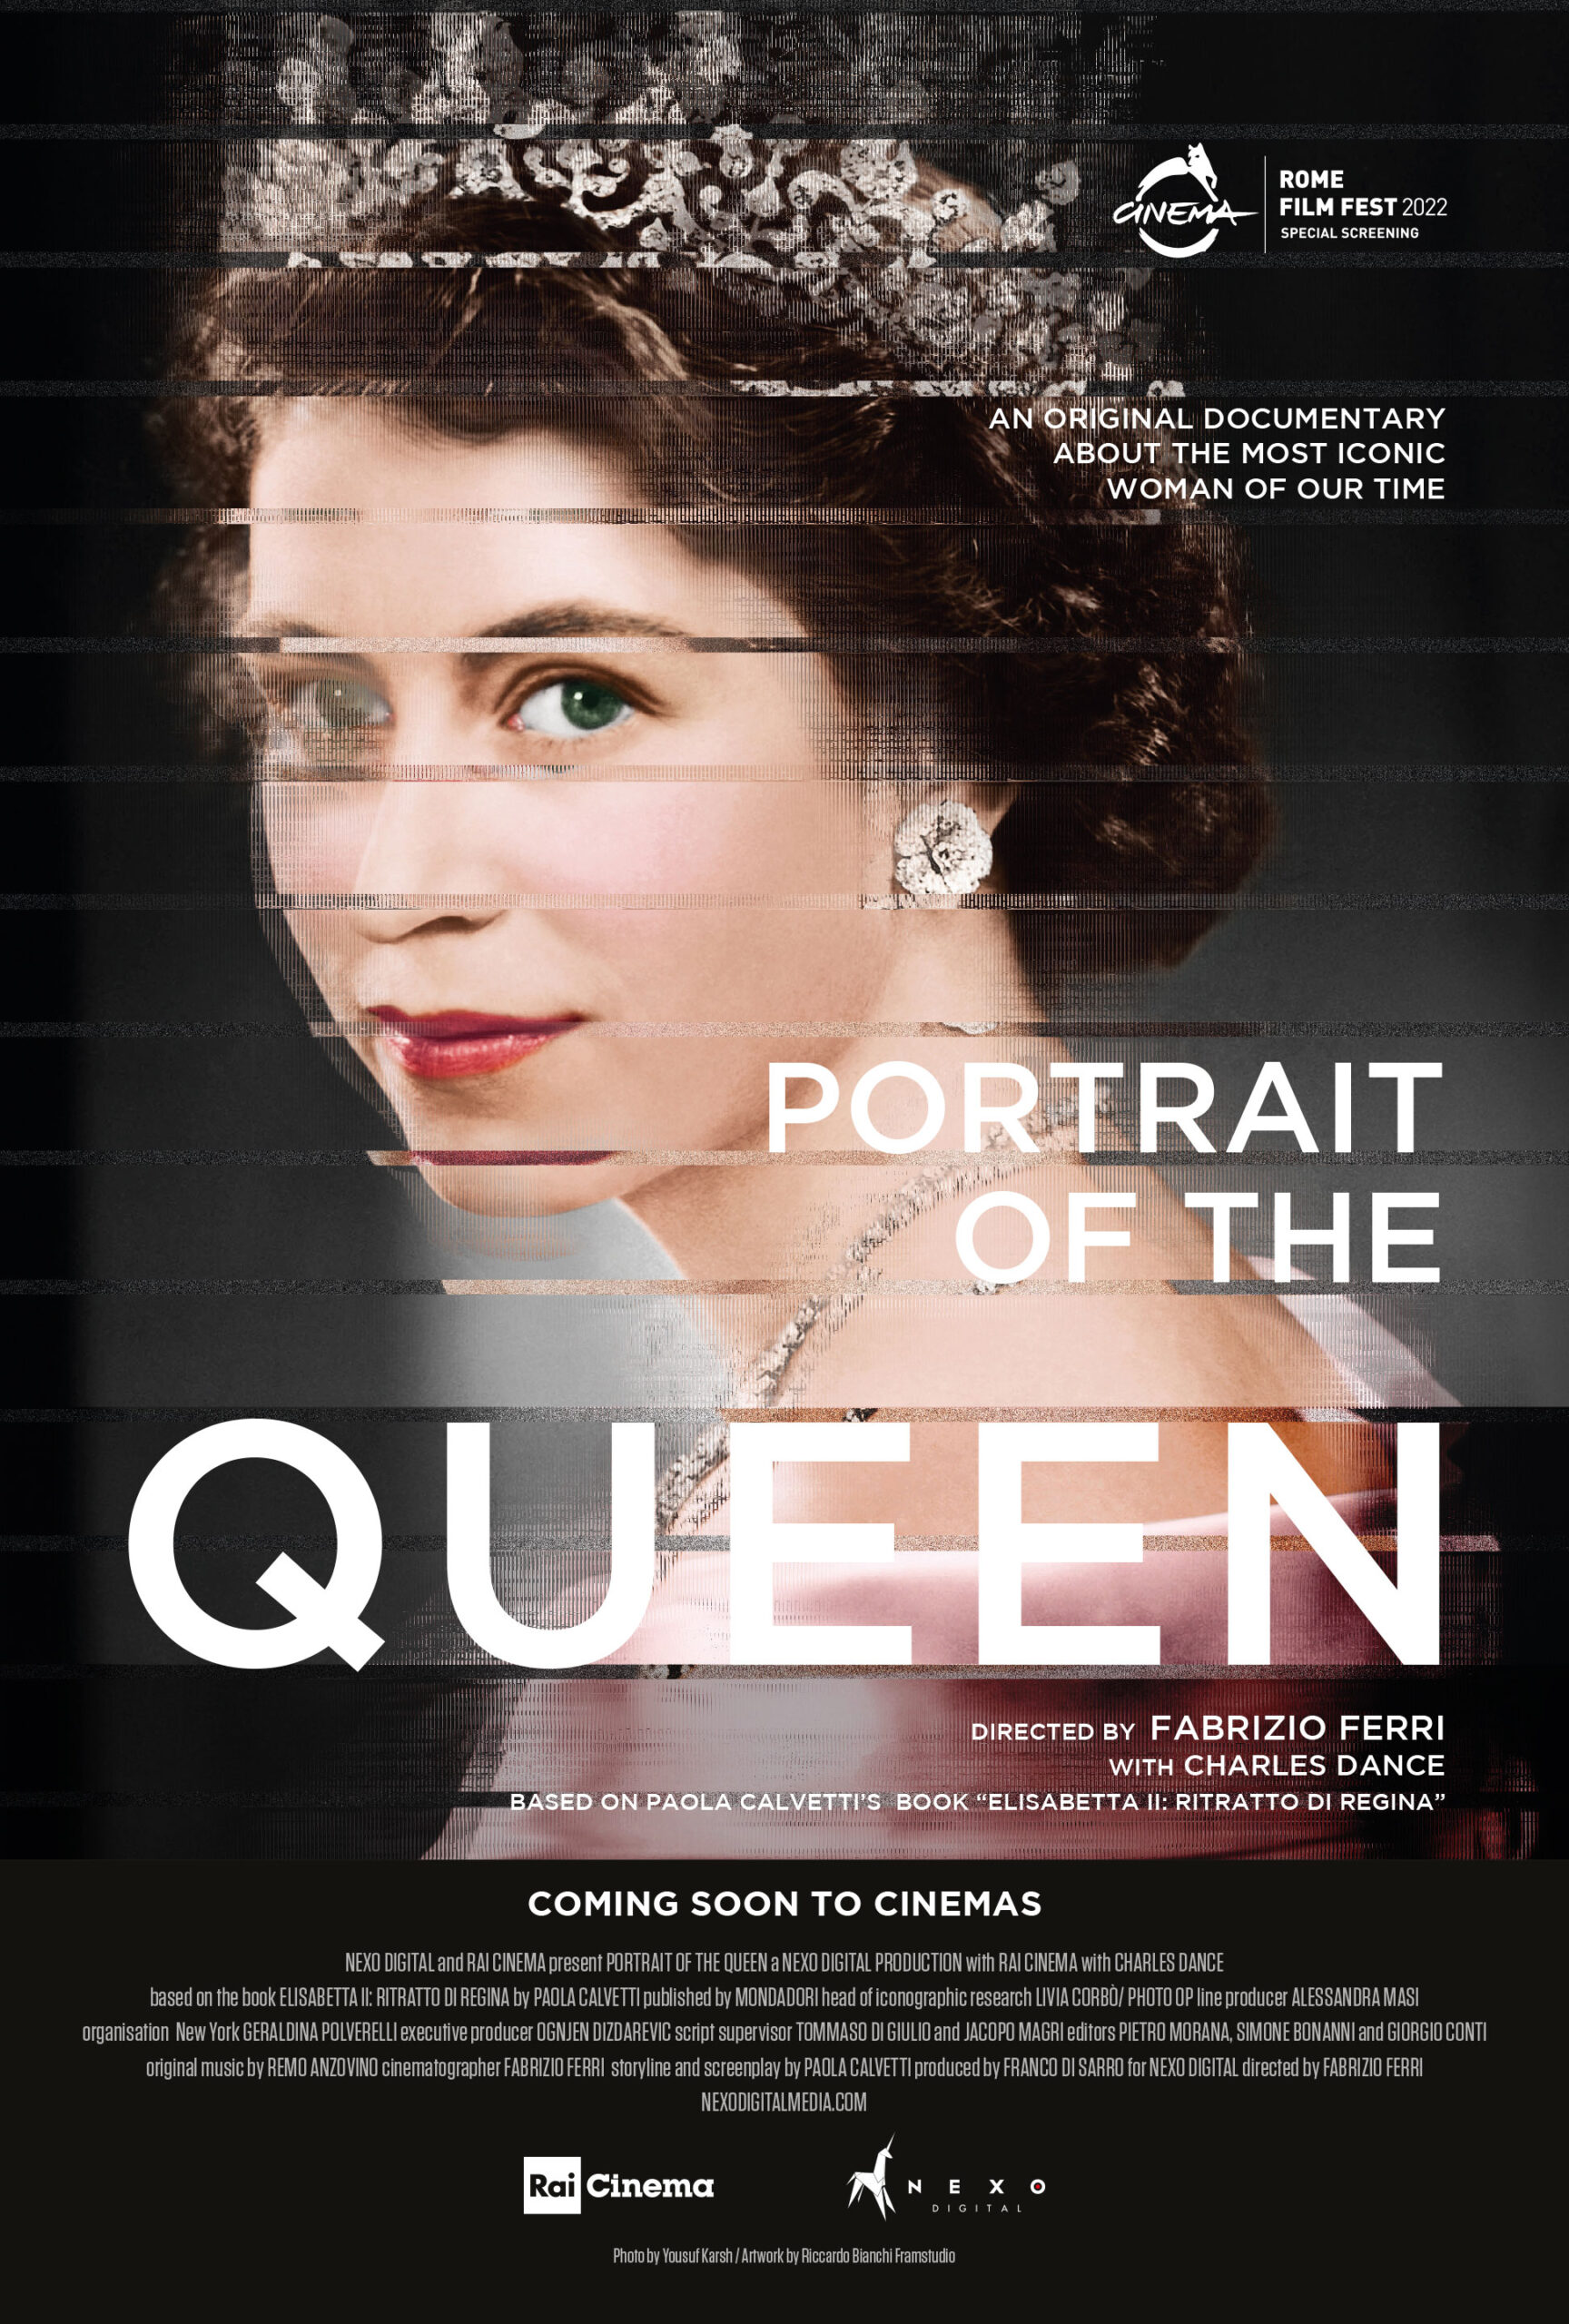 CINEMA
ROME
FILM FEST 2022
SPECIAL SCREENING
AN ORIGINAL DOCUMENTARY
ABOUT THE MOST ICONIC
WOMAN OF OUR TIME
PORTRAIT
OF THE
QUEEN
DIRECTED BY FABRIZIO FERRI
WITH CHARLES DANCE
BASED ON PAOLA CALVETTI'S BOOK “ELISABETTA II: RITRATTO DI REGINA”
COMING SOON TO CINEMAS
NEXO DIGITAL and RAI CINEMA present PORTRAIT OF THE QUEEN a NEXO DIGITAL PRODUCTION with RAI CINEMA with CHARLES DANCE
based on the book ELISABETTA II: RITRATTO DI REGINA by PAOLA CALVETTI published by MONDADORI head of iconographic research LIVIA CORBÒ/ PHOTO OP line producer ALESSANDRA MASI
organisation New York GERALDINA POLVERELLI executive producer OGNJEN DIZDAREVIC script supervisor TOMMASO DI GIULIO and JACOPO MAGRI editors PIETRO MORANA, SIMONE BONANNI and GIORGIO CONTI
original music by REMO ANZOVINO cinematographer FABRIZIO FERRI storyline and screenplay by PAOLA CALVETTI produced by FRANCO DI SARRO for NEXO DIGITAL directed by FABRIZIO FERRI
NEXODIGITALMEDIA.COM
Rai Cinema
NEXO
DIGITAL
Photo by Yousuf Karsh / Artwork by Riccardo Bianchi Framstudio